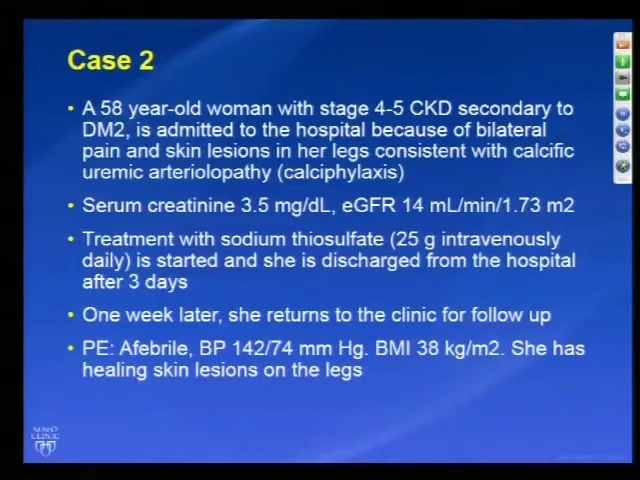 Case 2
• A 58 year-old woman with stage 4-5 CKD secondary to
DM2, is admitted to the hospital because of bilateral
pain and skin lesions in her legs consistent with calcific
uremic arteriolopathy (calciphylaxis)
• Serum creatinine 3.5 mg/dL, eGFR 14 mL/min/1.73 m2
• Treatment with sodium thiosulfate (25 g intravenously
daily) is started and she is discharged from the hospital
after 3 days
• One week later, she returns to the clinic for follow up
• PE: Afebrile, BP 142/74 mm Hg. BMI 38 kg/m2. She has
healing skin lesions on the legs
MAYO
CLINIC